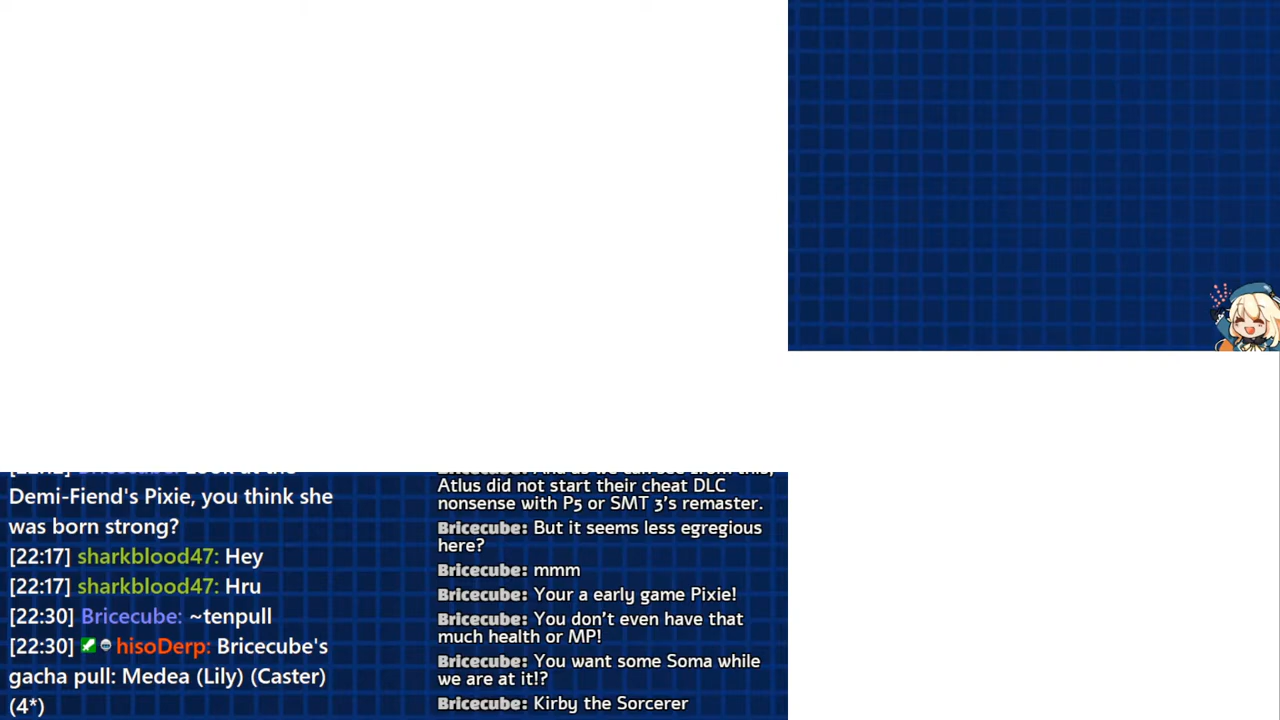 Demi-Fiend's Pixie, you think she
was born strong?
[22:17] sharkblood47: Hey
[22:17] sharkblood47: Hru
[22:30] Bricecube: ~tenpull
[22:30] hisoDerp: Bricecube's
gacha pull: Medea (Lily) (Caster)
(4*)
Atlus did not start their cheat DLC
nonsense with P5 or SMT 3's remaster.
Bricecube: But it seems less egregious
here?
Bricecube: mmm
Bricecube: Your a early game Pixie!
Bricecube: You don't even have that
much health or MP!
Bricecube: You want some Soma while
we are at it!?
Bricecube: Kirby the Sorcerer